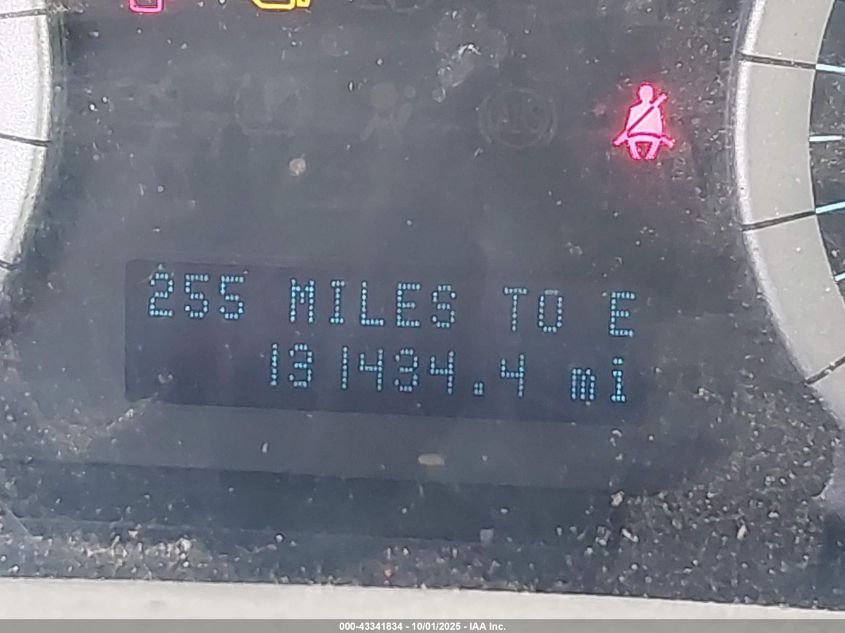 255 MILES TO E
131434.4 mi
000-43341834 - 10/01/2025 - IAA Inc.